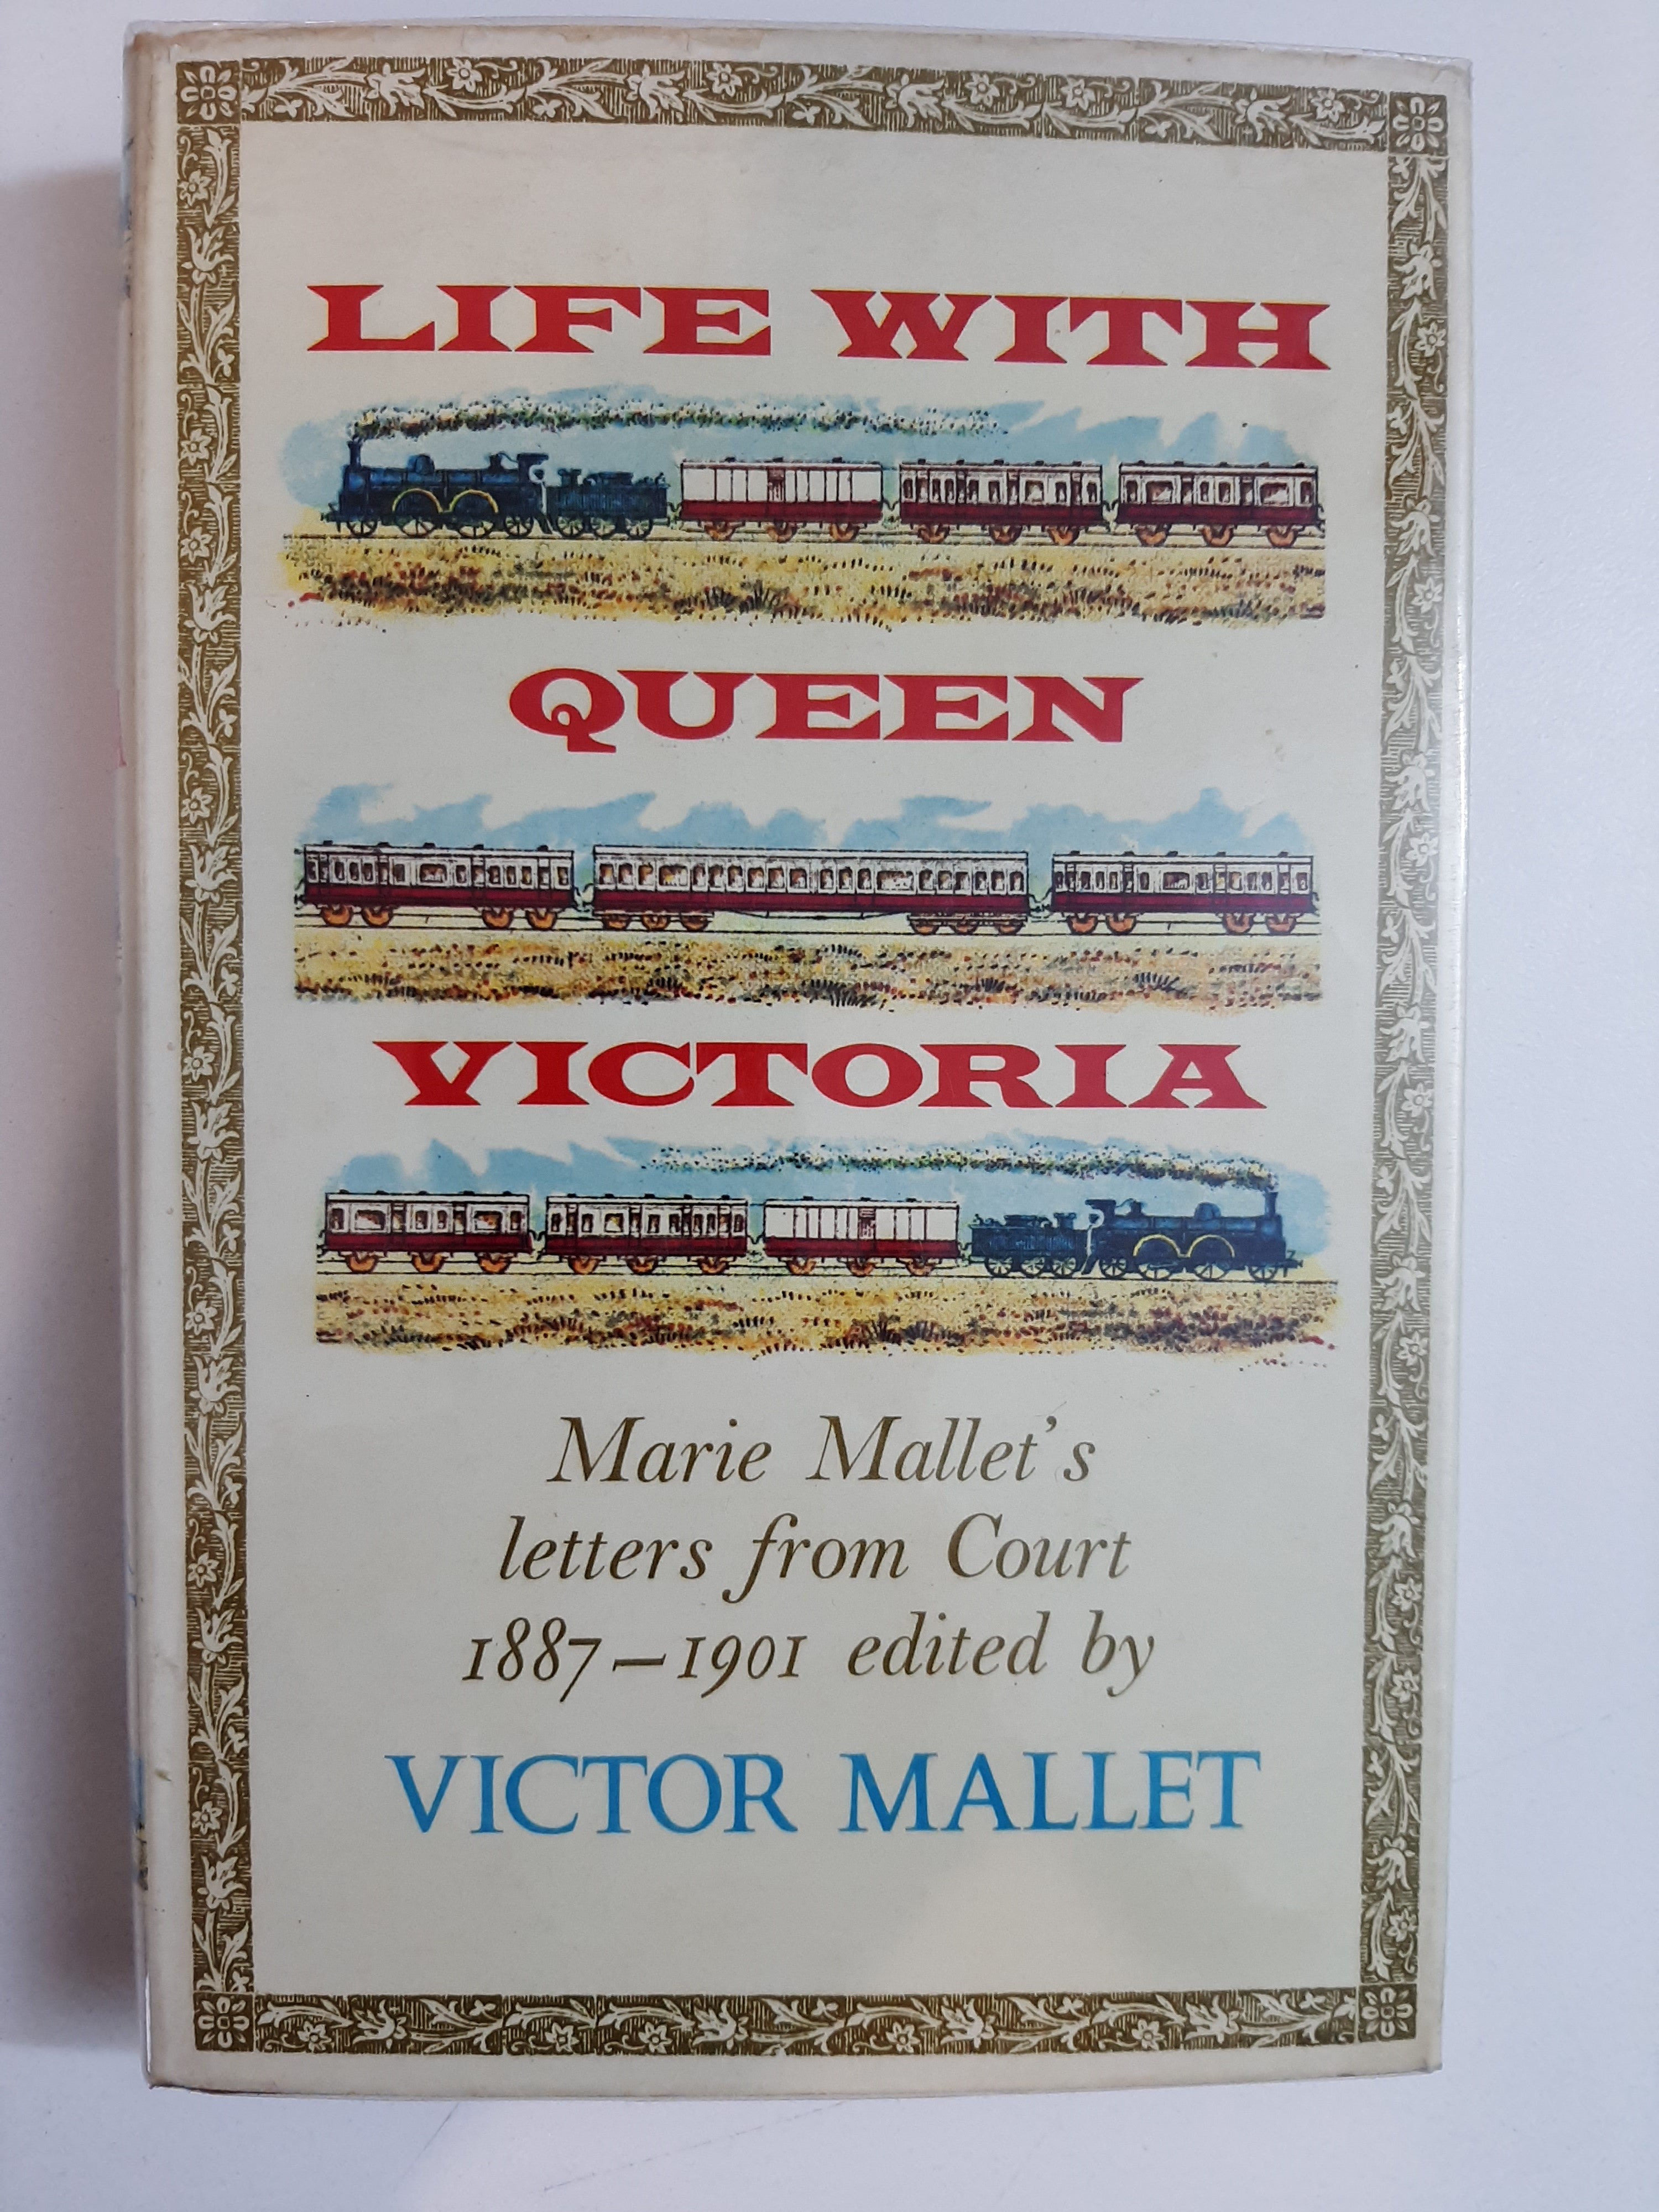 LIFE WITH
QUEEN
VICTORIA
Marie Mallet's
letters from Court
1887–1901 edited by
VICTOR MALLET